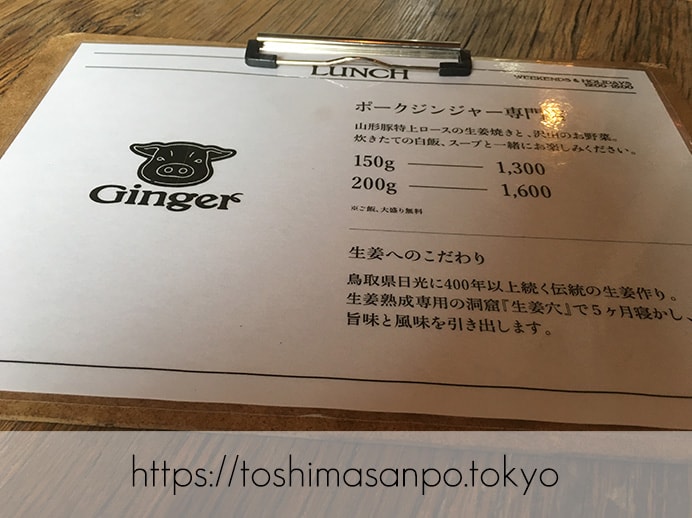 LUNCH
WEEKENDS & HOLIDAYS
12:00-16:00
ポークジンジャー専門
山形豚特上ロースの生姜焼きと、沢山のお野菜。
炊きたての白飯、スープと一緒にお楽しみください。
150g 1,300
200g 1,600
※ご飯、大盛り無料
Ginger
生姜へのこだわり
鳥取県日光に400年以上続く伝統の生姜作り。
生姜熟成専用の洞窟『生姜穴』で5ヶ月寝かし、
旨味と風味を引き出します。
https://toshimasanpo.tokyo